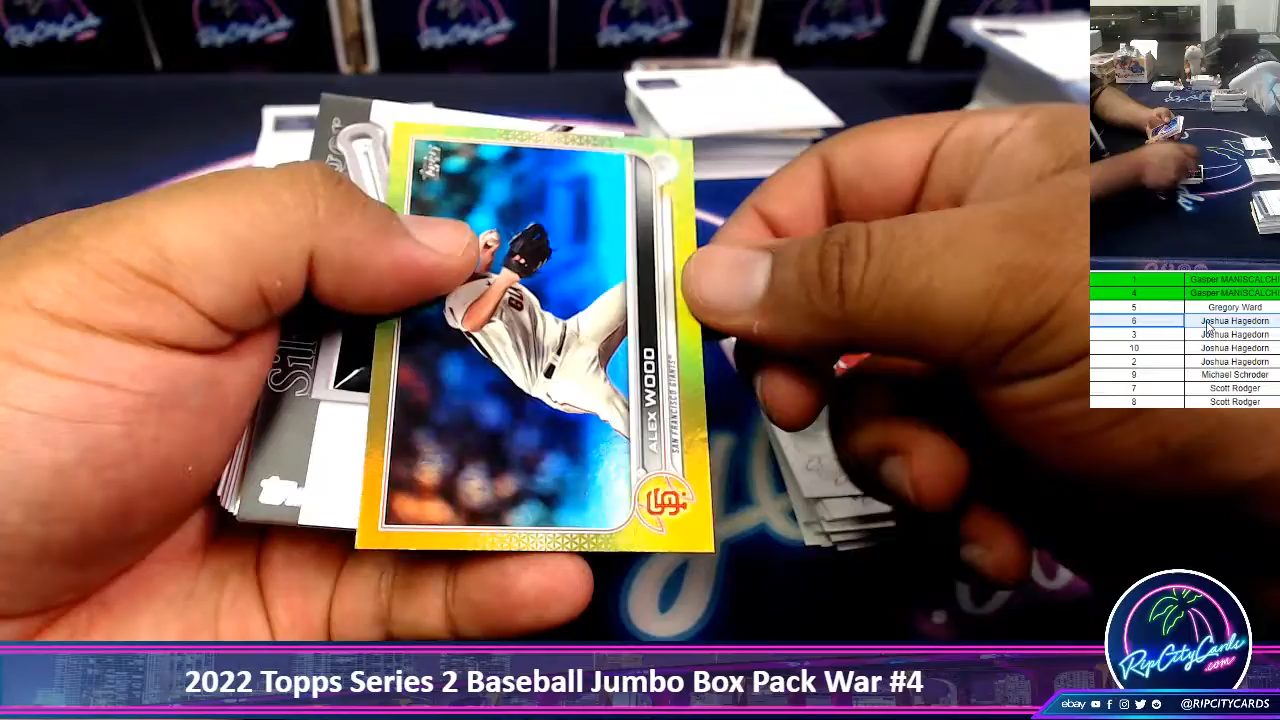 ALEX WOOD
SAN FRANCISCO GIANTS
1 Gasper MANISCALCHI
4 Gasper MANISCALCHI
5 Gregory Ward
6 Joshua Hagedorn
3 Joshua Hagedorn
10 Joshua Hagedorn
2 Joshua Hagedorn
9 Michael Schroder
7 Scott Rodger
8 Scott Rodger
RipCityCards
.com
2022 Topps Series 2 Baseball Jumbo Box Pack War #4
ebay @RIPCITYCARDS